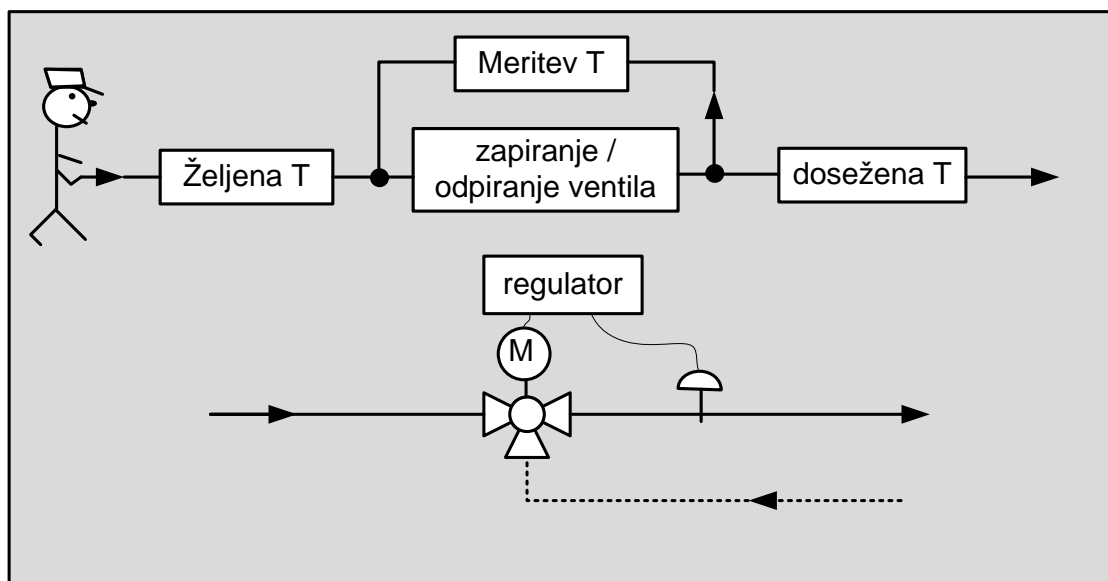 Meritev T
Željena T
zapiranje /
odpiranje ventila
dosežena T
regulator
M